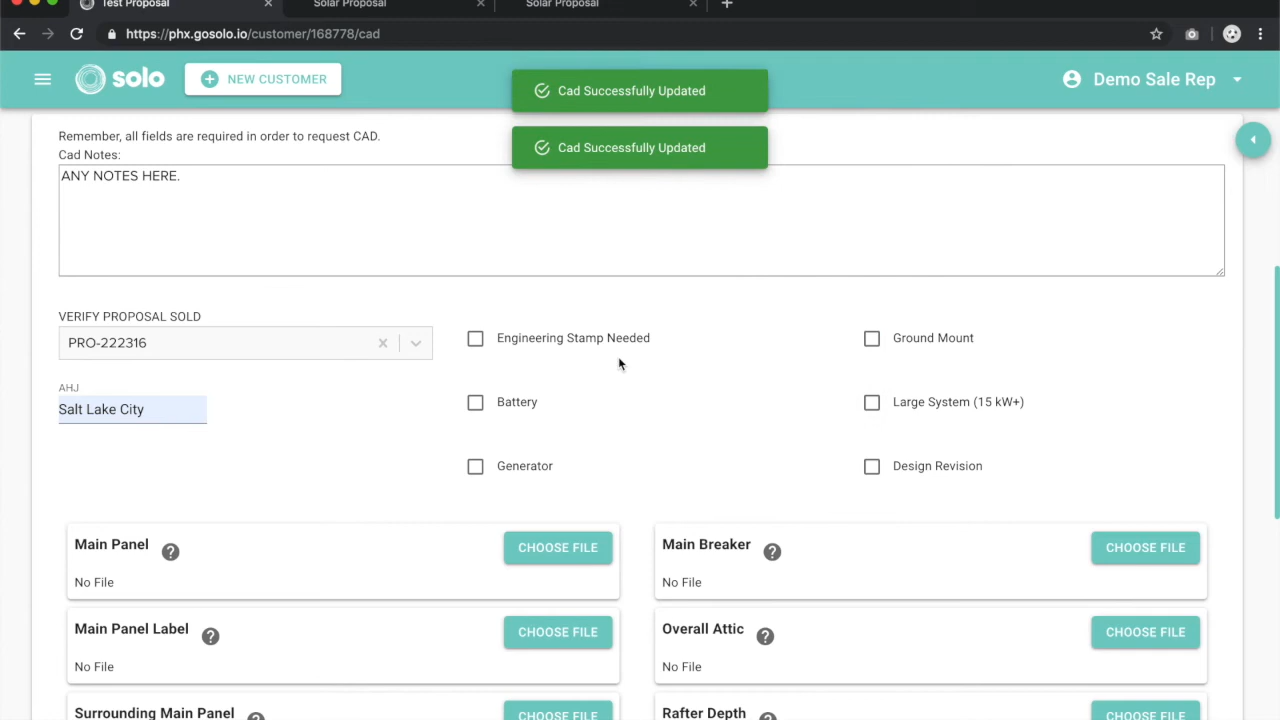 Test Proposal
Solar Proposal
Solar Proposal
https://phx.gosolo.io/customer/168778/cad
solo
NEW CUSTOMER
Cad Successfully Updated
Demo Sale Rep
Cad Successfully Updated
Remember, all fields are required in order to request CAD.
Cad Notes:
ANY NOTES HERE.
VERIFY PROPOSAL SOLD
PRO-222316
Engineering Stamp Needed
Ground Mount
AHJ
Salt Lake City
Battery
Large System (15 kW+)
Generator
Design Revision
Main Panel
CHOOSE FILE
No File
Main Breaker
CHOOSE FILE
No File
Main Panel Label
CHOOSE FILE
No File
Overall Attic
CHOOSE FILE
No File
Surrounding Main Panel
CHOOSE FILE
Rafter Depth
CHOOSE FILE